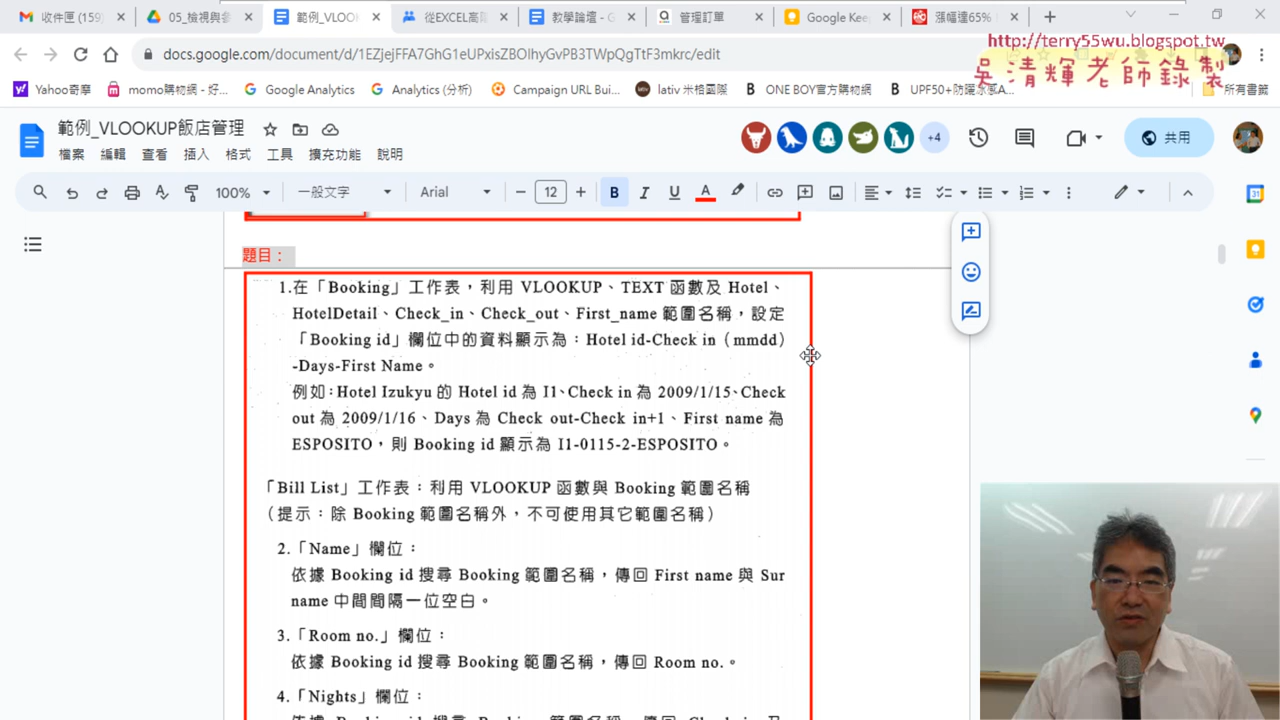 收件匣 (159)
05_檢視與參
範例_VLOO
從EXCEL高
教學論壇 - G
管理訂單
Google Kee
漲幅達65%
docs.google.com/document/d/1EZjejFFA7GhG1eUPxisZBOlhyGvPB3TWpQgTtF3mkrc/edit
http://terry55wu.blogspot.tw
吳清輝老師錄製
Yahoo奇摩
momo購物網 - 好...
Google Analytics
Analytics (分析)
Campaign URL Bui...
lativ 米格國際
ONE BOY官方購物網
UPF50+防曬冰感A...
所有書籤
範例_VLOOKUP飯店管理
檔案 編輯 查看 插入 格式 工具 擴充功能 說明
+4
共用
100%
一般文字
Arial
12
B I U A
題目：
1.在「Booking」工作表，利用 VLOOKUP、TEXT 函數及 Hotel、
HotelDetail、Check_in、Check_out、First_name 範圍名稱，設定
「Booking id」欄位中的資料顯示為：Hotel id-Check in（mmdd）
-Days-First Name。
例如：Hotel Izukyu 的 Hotel id 為 I1、Check in 為 2009/1/15、Check
out 為 2009/1/16、Days 為 Check out-Check in+1、First name 為
ESPOSITO，則 Booking id 顯示為 I1-0115-2-ESPOSITO。
「Bill List」工作表：利用 VLOOKUP 函數與 Booking 範圍名稱
（提示：除 Booking 範圍名稱外，不可使用其它範圍名稱）
2.「Name」欄位：
依據 Booking id 搜尋 Booking 範圍名稱，傳回 First name 與 Sur
name 中間間隔一位空白。
3.「Room no.」欄位：
依據 Booking id 搜尋 Booking 範圍名稱，傳回 Room no.。
4.「Nights」欄位：